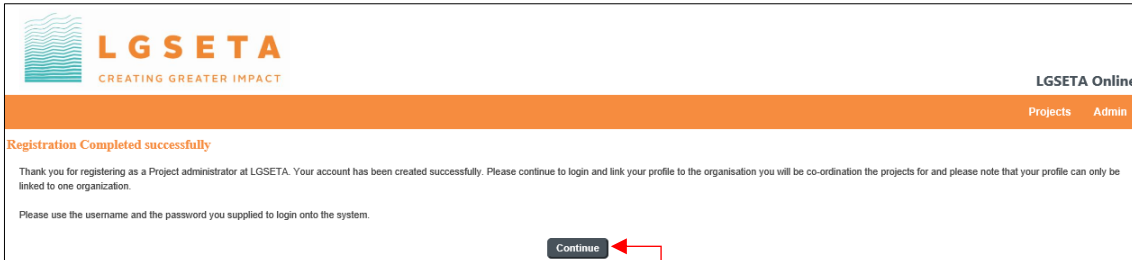 LGSETA
CREATING GREATER IMPACT
LGSETA Online
Projects Admin
Registration Completed successfully
Thank you for registering as a Project administrator at LGSETA. Your account has been created successfully. Please continue to login and link your profile to the organisation you will be co-ordination the projects for and please note that your profile can only be
linked to one organization.
Please use the username and the password you supplied to login onto the system.
Continue